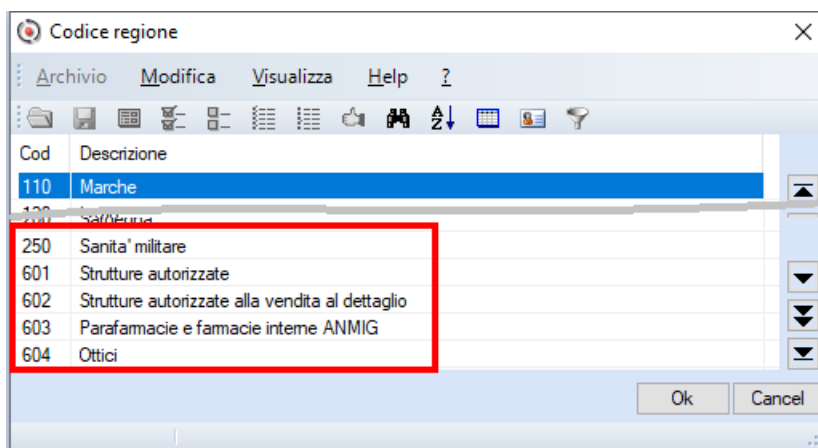 Codice regione
Archivio Modifica Visualizza Help ?
Cod Descrizione
110 Marche
250 Sanita' militare
601 Strutture autorizzate
602 Strutture autorizzate alla vendita al dettaglio
603 Parafarmacie e farmacie interne ANMIG
604 Ottici
Ok Cancel